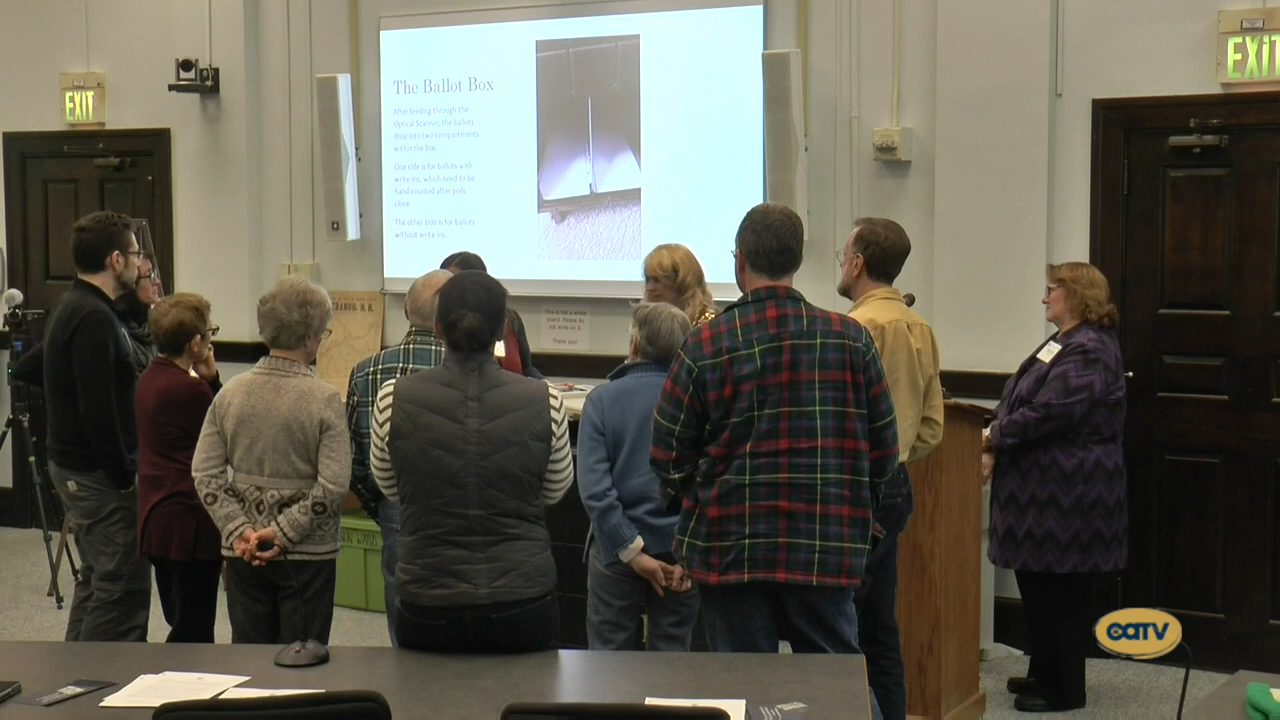 EXIT
EXIT
The Ballot Box
After feeding through the
Optical Scanner, the ballots
drop into two compartments
within the box.
One side is for ballots with
write-ins, which need to be
hand counted after polls
close.
The other side is for ballots
without write-ins.
LEBANON, N.H.
This is not a white
board. Please do
not write on it.
Thank you!
WARD
CATV